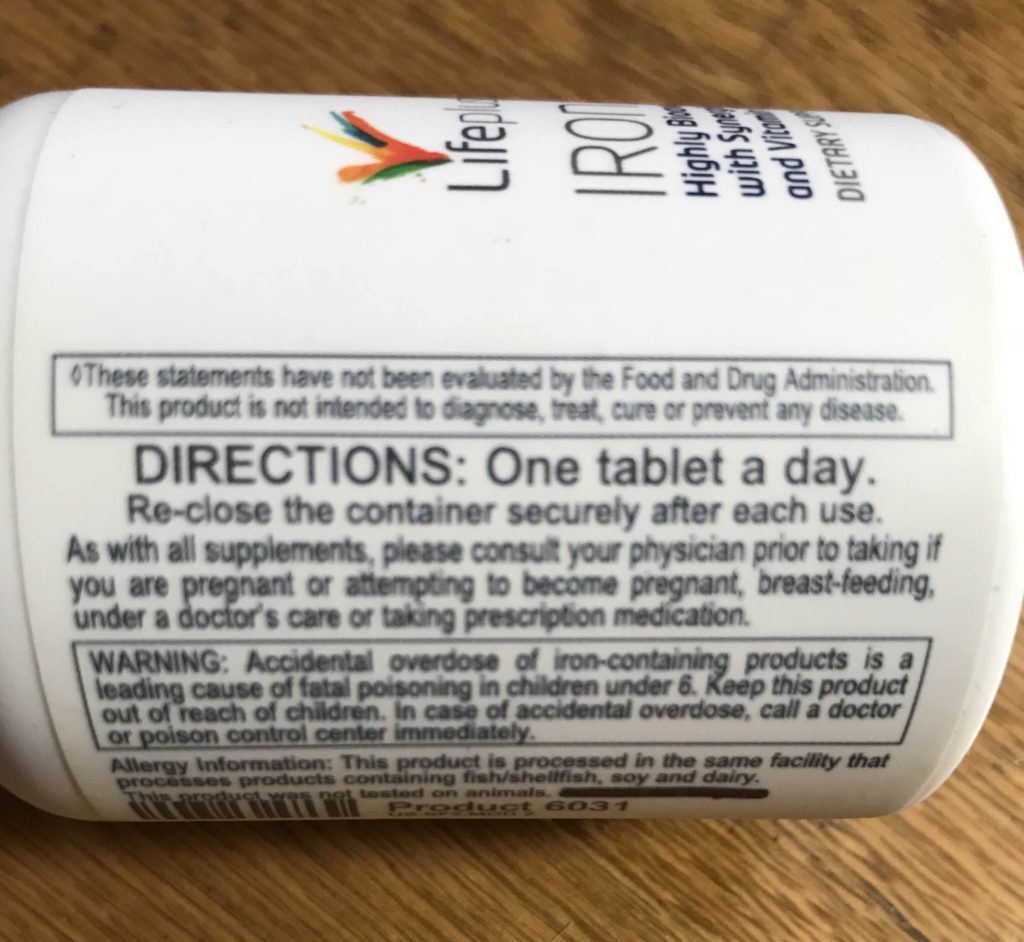 Lifeplu
IRON
Highly Bio
with Syne
and Vitami
DIETARY SUP
◊These statements have not been evaluated by the Food and Drug Administration.
This product is not intended to diagnose, treat, cure or prevent any disease.
DIRECTIONS: One tablet a day.
Re-close the container securely after each use.
As with all supplements, please consult your physician prior to taking if
you are pregnant or attempting to become pregnant, breast-feeding,
under a doctor's care or taking prescription medication.
WARNING: Accidental overdose of iron-containing products is a
leading cause of fatal poisoning in children under 6. Keep this product
out of reach of children. In case of accidental overdose, call a doctor
or poison control center immediately.
Allergy Information: This product is processed in the same facility that
processes products containing fish/shellfish, soy and dairy.
This product was not tested on animals.
Product 6031